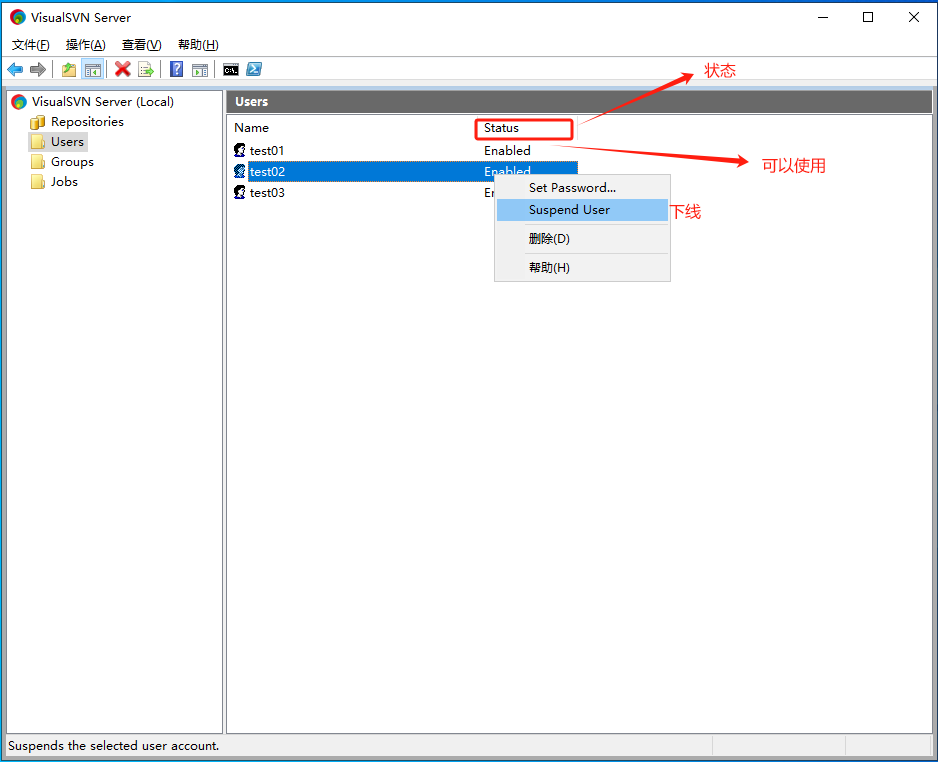 VisualSVN Server
文件(F) 操作(A) 查看(V) 帮助(H)
状态
VisualSVN Server (Local)
Repositories
Users
Groups
Jobs
Users
Name Status
test01 Enabled
test02 Enabled
test03
可以使用
Set Password...
Suspend User 下线
删除(D)
帮助(H)
Suspends the selected user account.